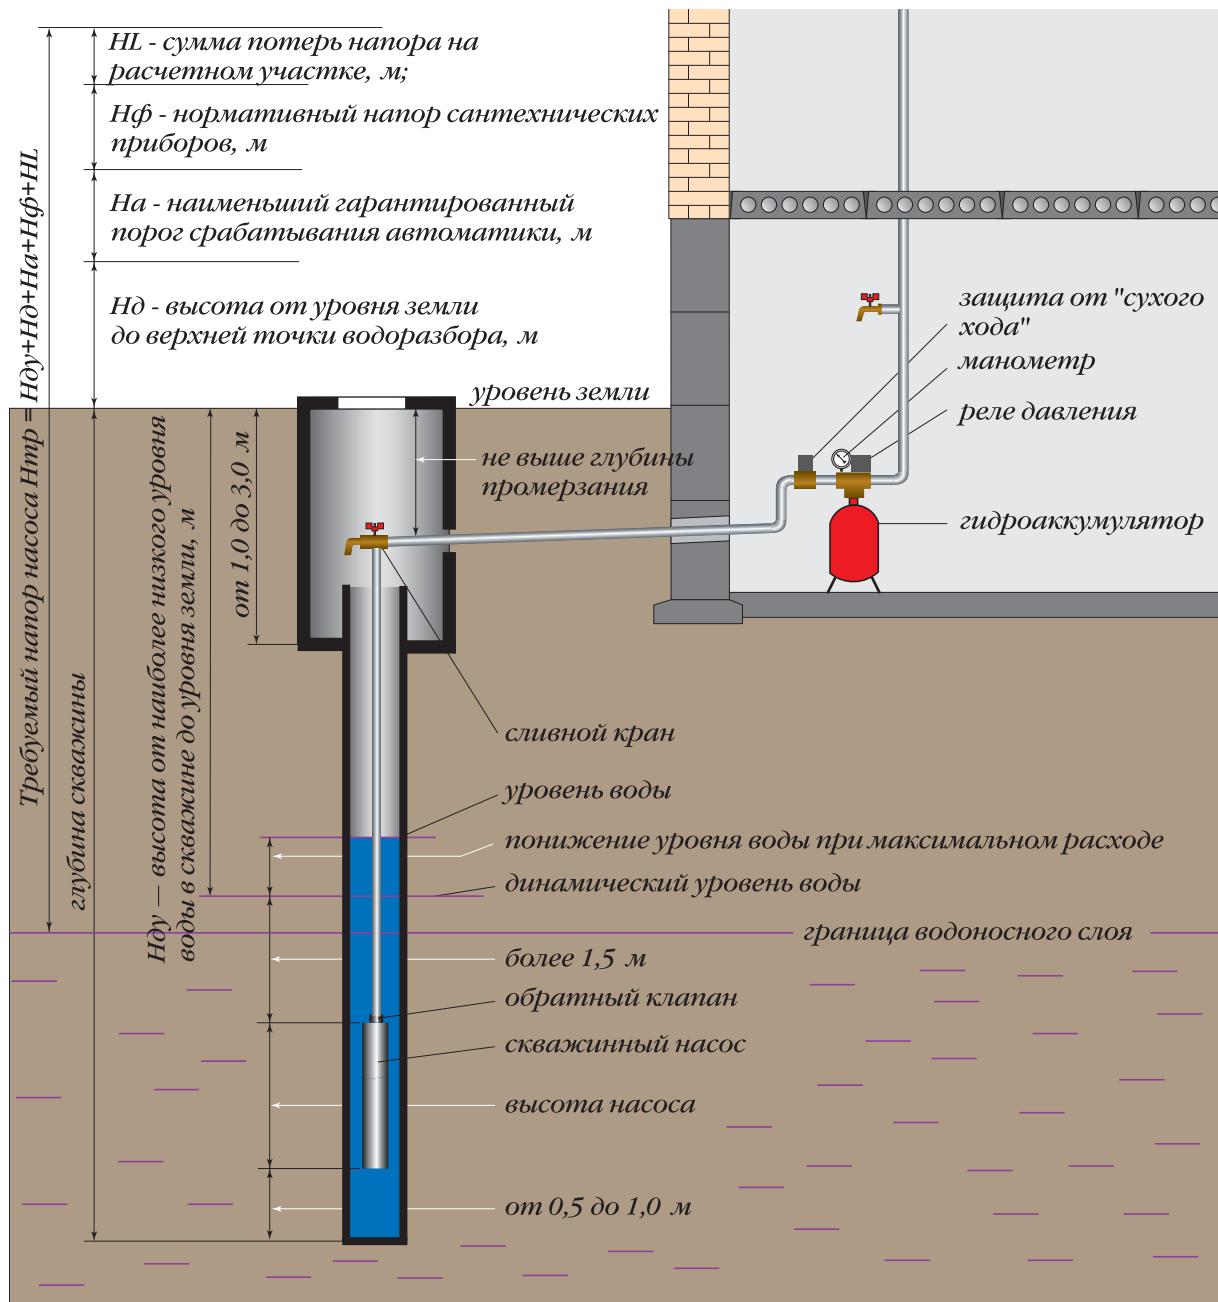 HL - сумма потерь напора на
расчетном участке, м;
Нф - нормативный напор сантехнических
приборов, м
На - наименьший гарантированный
порог срабатывания автоматики, м
Нд - высота от уровня земли
до верхней точки водоразбора, м
Требуемый напор насоса Нтр = Нду+Нд+На+Нф+HL
глубина скважины
Нду — высота от наиболее низкого уровня
воды в скважине до уровня земли, м
от 1,0 до 3,0 м
уровень земли
не выше глубины
промерзания
защита от "сухого
хода"
манометр
реле давления
гидроаккумулятор
сливной кран
уровень воды
понижение уровня воды при максимальном расходе
динамический уровень воды
граница водоносного слоя
более 1,5 м
обратный клапан
скважинный насос
высота насоса
от 0,5 до 1,0 м